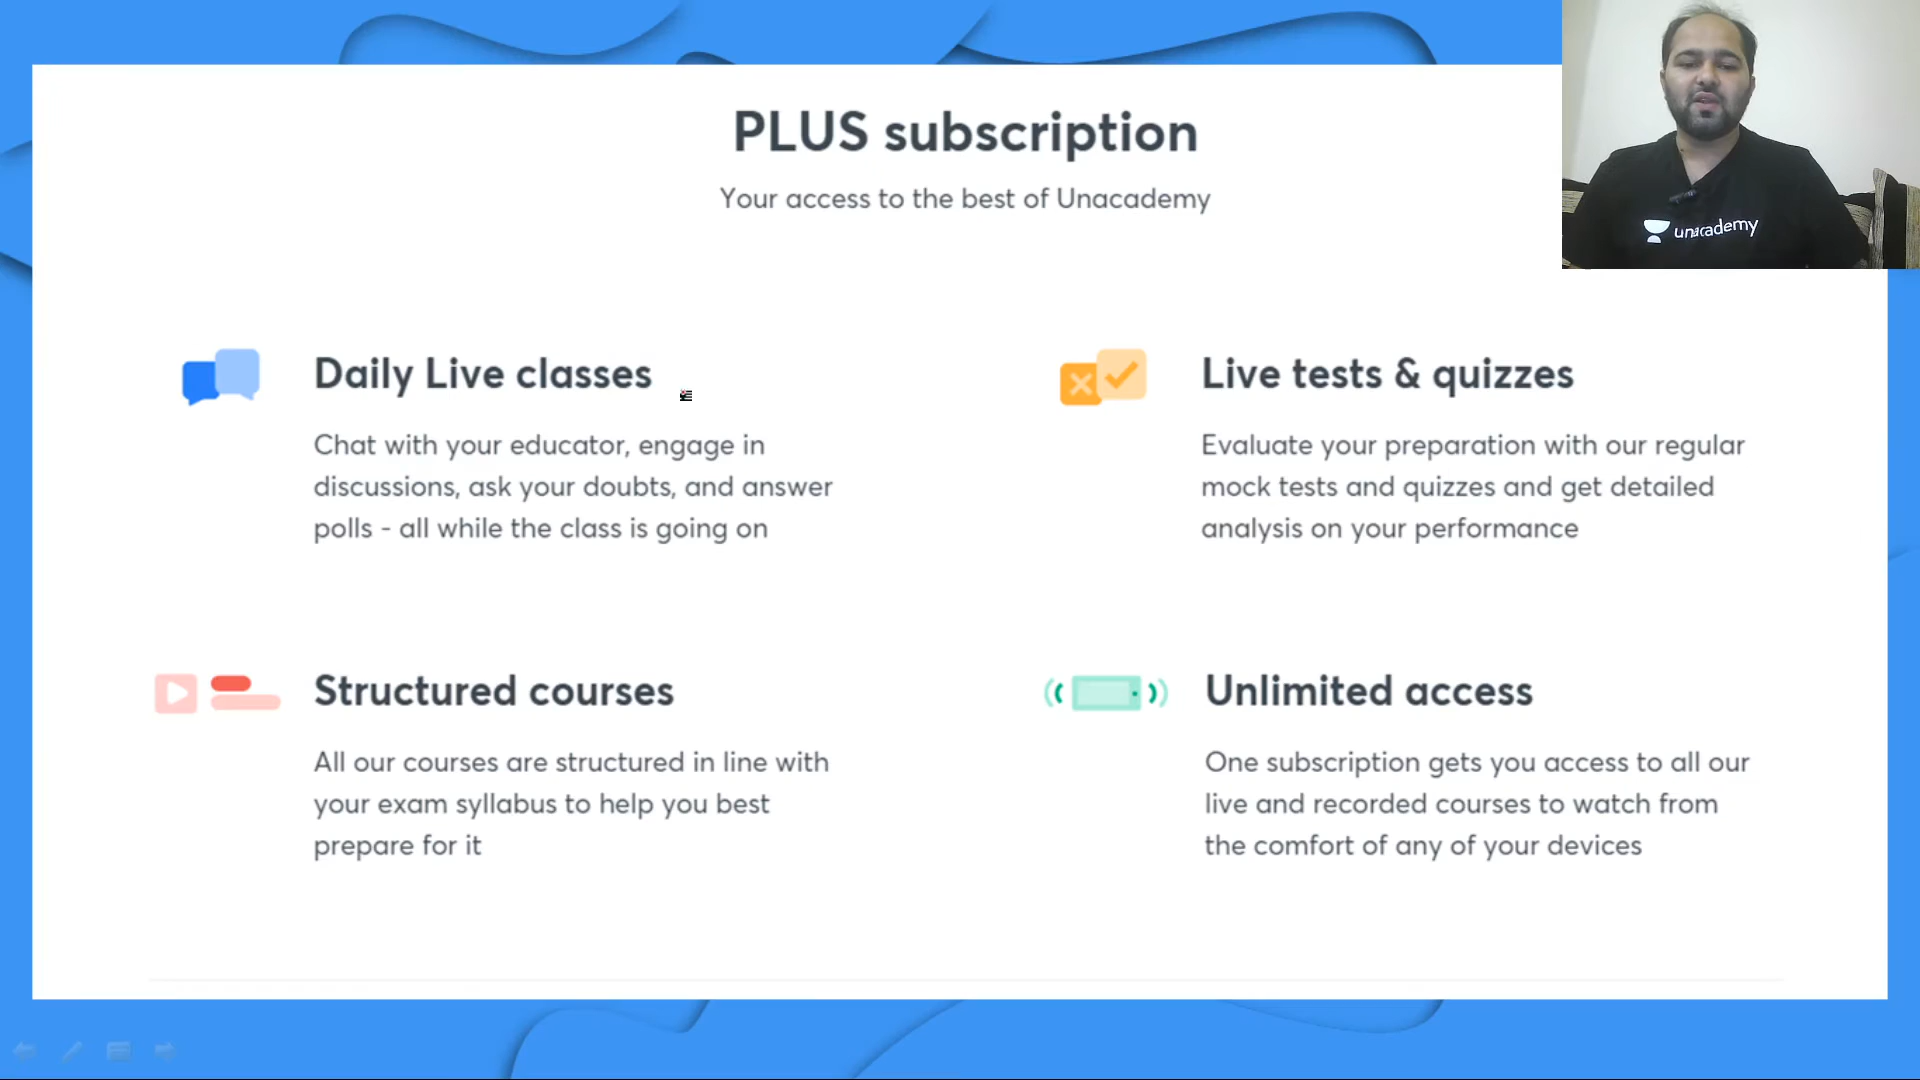 PLUS subscription
Your access to the best of Unacademy
unacademy
Daily Live classes
Chat with your educator, engage in
discussions, ask your doubts, and answer
polls - all while the class is going on
Live tests & quizzes
Evaluate your preparation with our regular
mock tests and quizzes and get detailed
analysis on your performance
Structured courses
All our courses are structured in line with
your exam syllabus to help you best
prepare for it
Unlimited access
One subscription gets you access to all our
live and recorded courses to watch from
the comfort of any of your devices